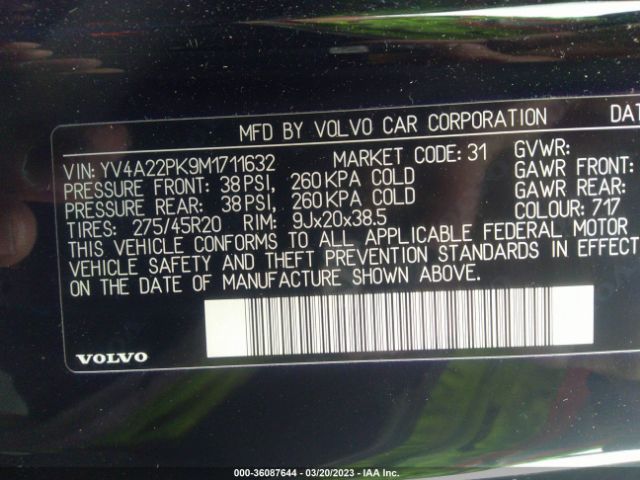 MFD BY VOLVO CAR CORPORATION
VIN: YV4A22PK9M1711632 MARKET CODE: 31 GVWR:
PRESSURE FRONT: 38 PSI, 260 KPA COLD GAWR FRONT:
PRESSURE REAR: 38 PSI, 260 KPA COLD GAWR REAR:
TIRES: 275/45R20 RIM: 9Jx20x38.5 COLOUR: 717
THIS VEHICLE CONFORMS TO ALL APPLICABLE FEDERAL MOTOR
VEHICLE SAFETY AND THEFT PREVENTION STANDARDS IN EFFECT
ON THE DATE OF MANUFACTURE SHOWN ABOVE.
VOLVO
000-36087644 — 03/20/2023 — IAA Inc.